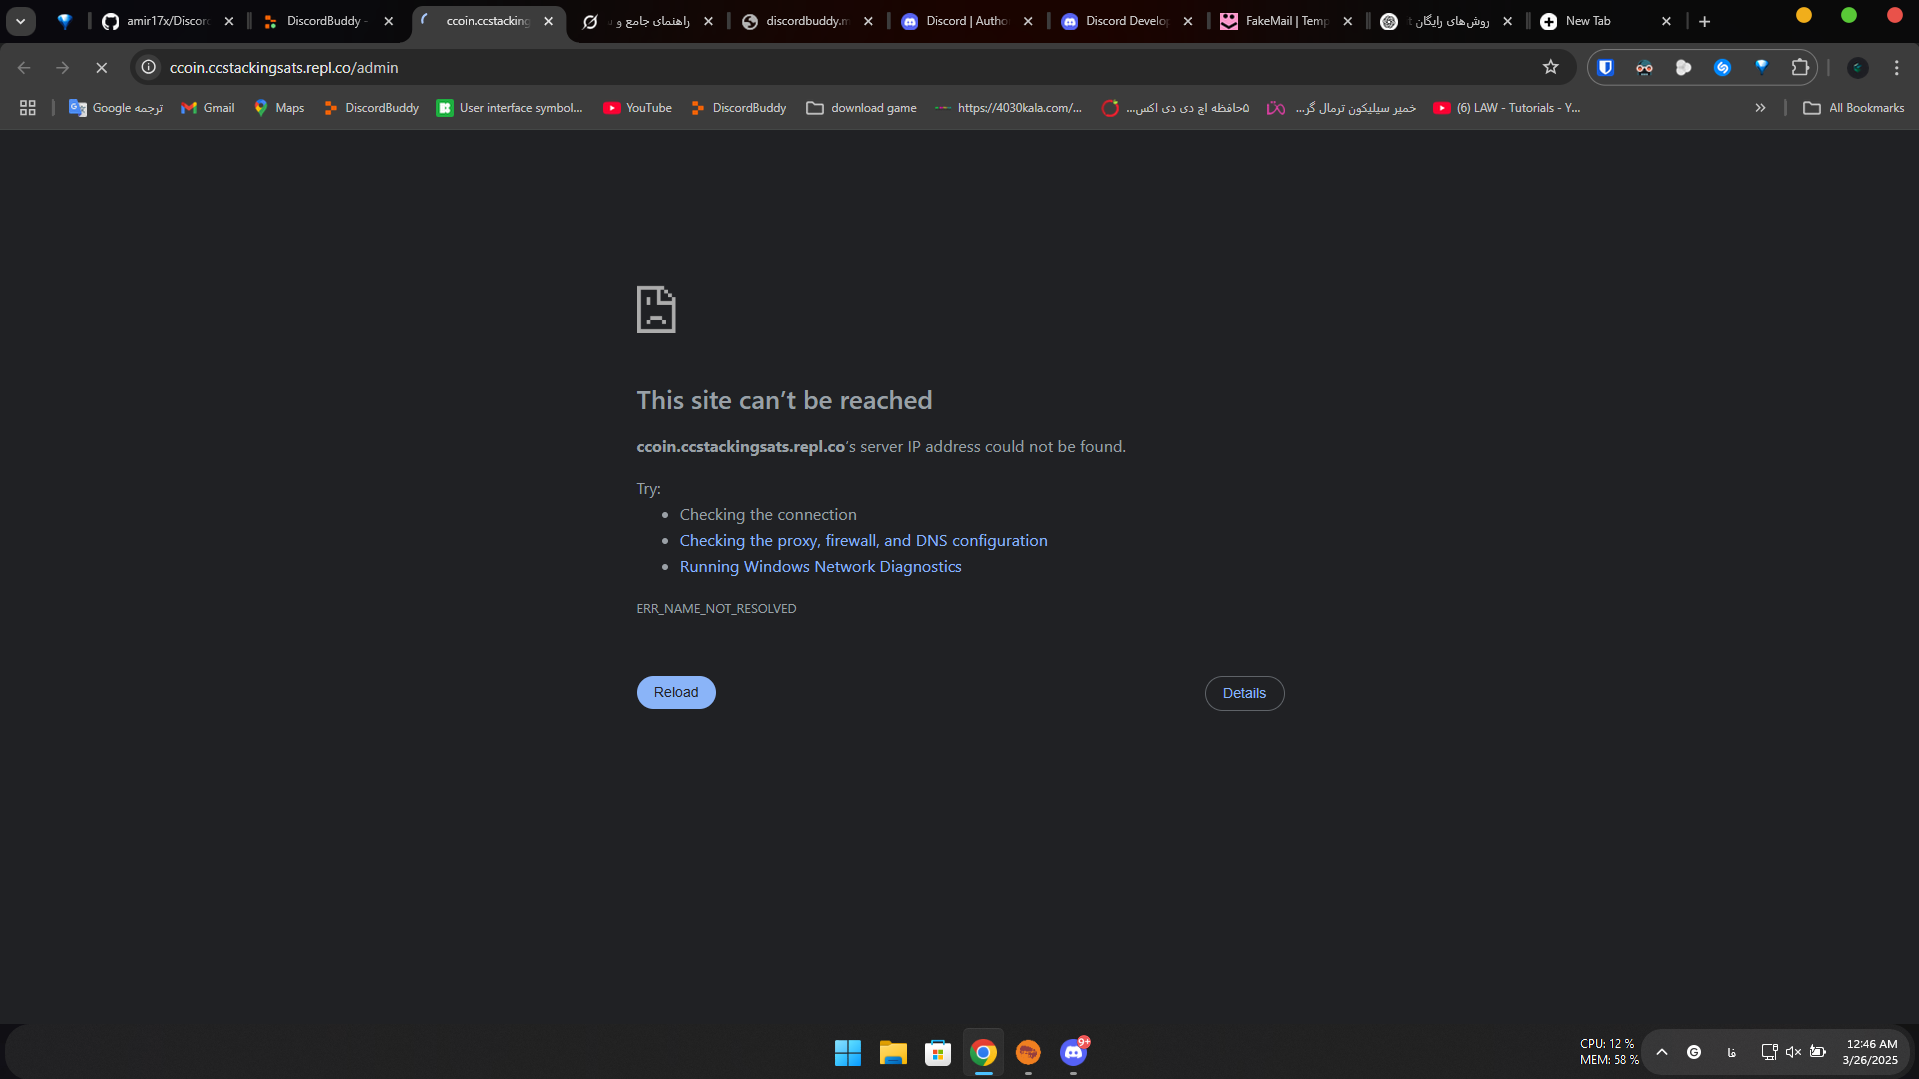 amir17x/Discor
DiscordBuddy -
ccoin.ccstacking
راهنمای جامع و
discordbuddy.m
Discord | Autho
Discord Develop
FakeMail | Temp
روش‌های رایگان
New Tab
ccoin.ccstackingsats.repl.co/admin
Google ترجمه
Gmail
Maps
DiscordBuddy
User interface symbol...
YouTube
DiscordBuddy
download game
https://4030kala.com/...
حافظه اچ دی دی اکس...
خمیر سیلیکون ترمال گر...
(6) LAW - Tutorials - Y...
All Bookmarks
This site can’t be reached
ccoin.ccstackingsats.repl.co’s server IP address could not be found.
Try:
Checking the connection
Checking the proxy, firewall, and DNS configuration
Running Windows Network Diagnostics
ERR_NAME_NOT_RESOLVED
Reload
Details
9+
CPU: 12 %
MEM: 58 %
فا
12:46 AM
3/26/2025